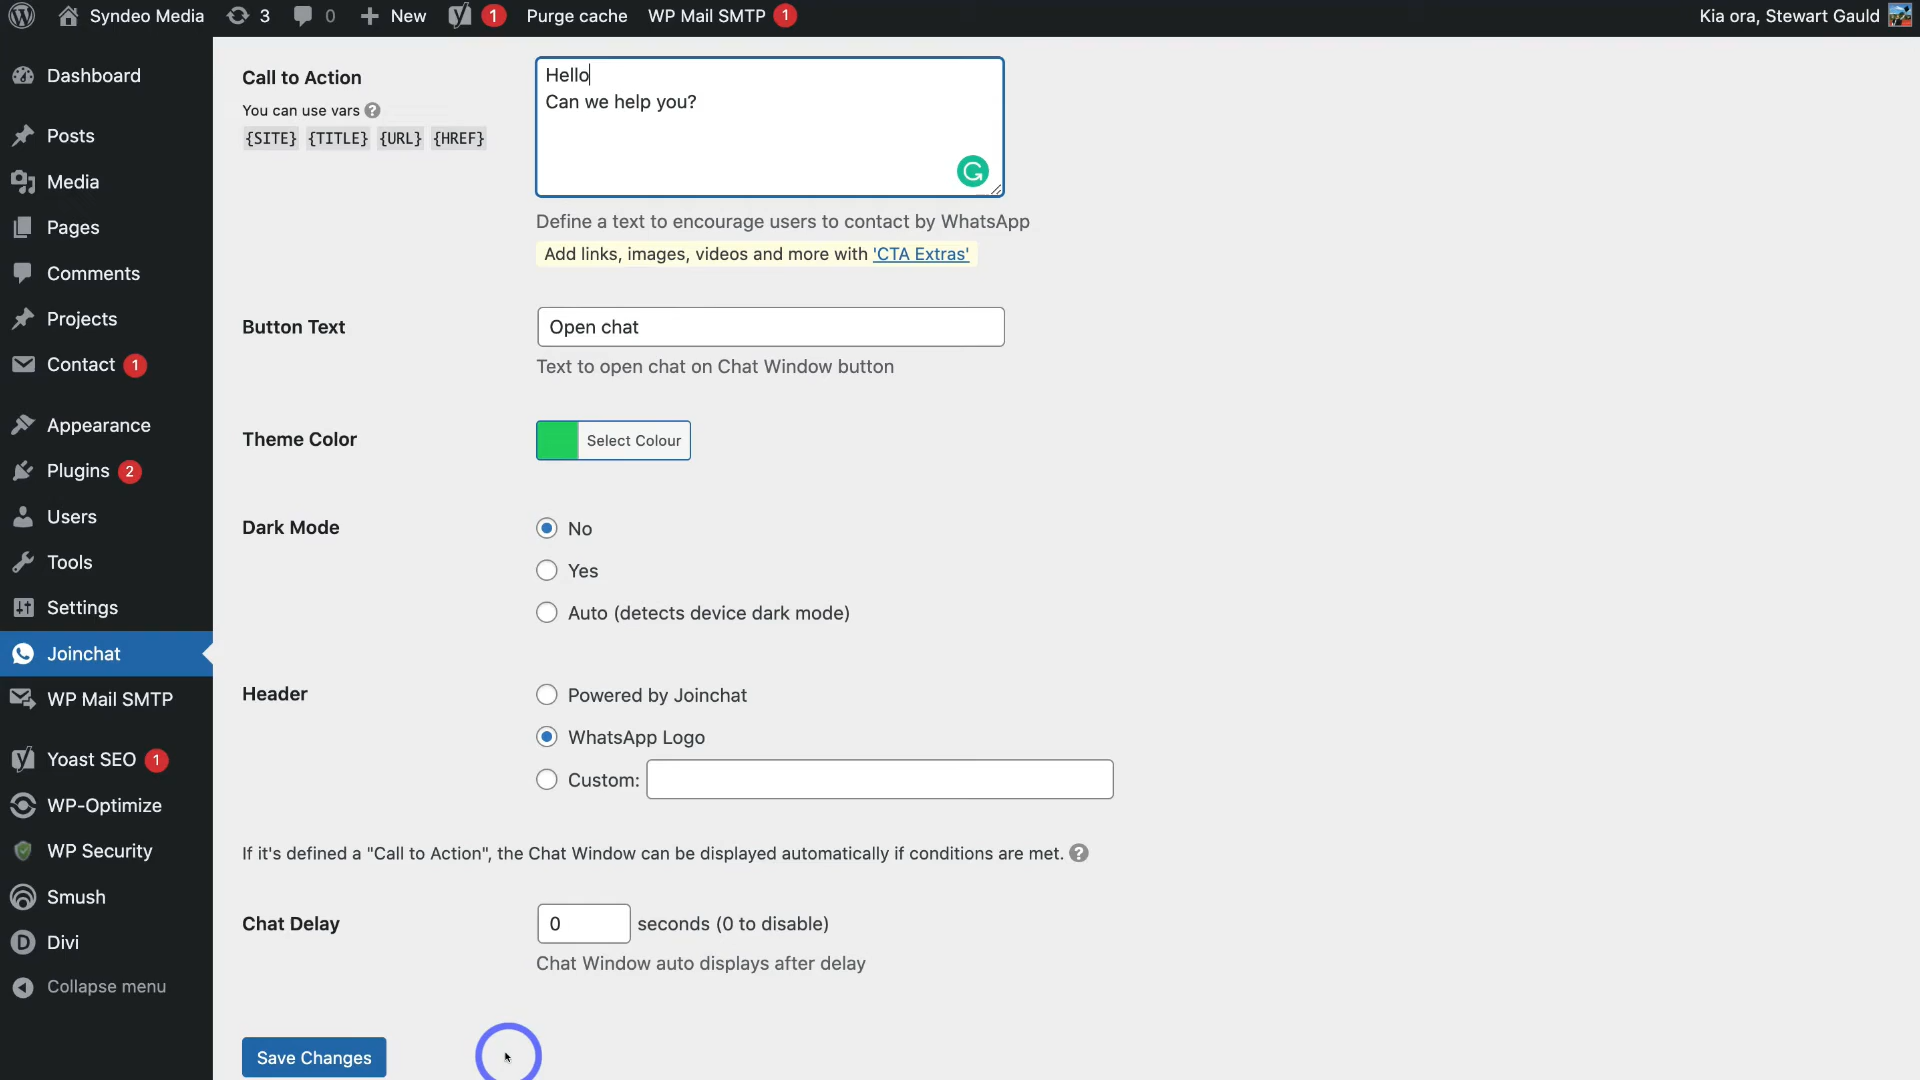 Syndeo Media 3 0 New 1 Purge cache WP Mail SMTP 1 Kia ora, Stewart Gauld
Dashboard
Posts
Media
Pages
Comments
Projects
Contact 1
Appearance
Plugins 2
Users
Tools
Settings
Joinchat
WP Mail SMTP
Yoast SEO 1
WP-Optimize
WP Security
Smush
Divi
Collapse menu
Call to Action
You can use vars ?
{SITE} {TITLE} {URL} {HREF}
Hello
Can we help you?
Define a text to encourage users to contact by WhatsApp
Add links, images, videos and more with 'CTA Extras'
Button Text
Open chat
Text to open chat on Chat Window button
Theme Color
Select Colour
Dark Mode
No
Yes
Auto (detects device dark mode)
Header
Powered by Joinchat
WhatsApp Logo
Custom:
If it's defined a "Call to Action", the Chat Window can be displayed automatically if conditions are met. ?
Chat Delay
0 seconds (0 to disable)
Chat Window auto displays after delay
Save Changes